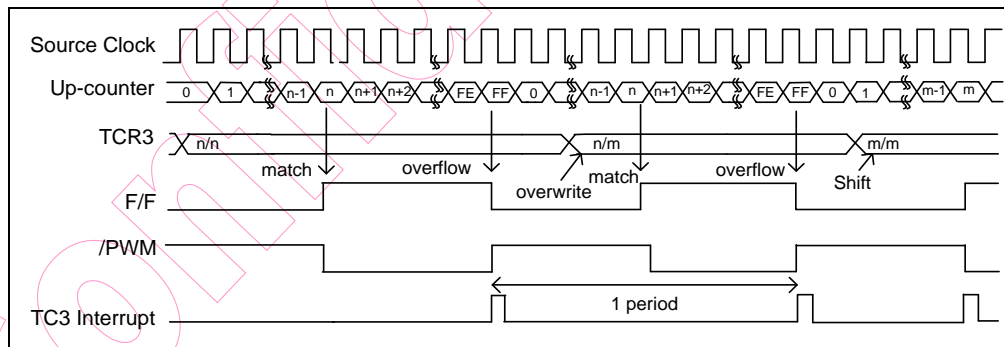 Source Clock
Up-counter
0 1 n-1 n n+1 n+2 FE FF 0 n-1 n n+1 n+2 FE FF 0 1 m-1 m
TCR3
n/n n/m m/m
match overflow overwrite match overflow Shift
F/F
/PWM
1 period
TC3 Interrupt